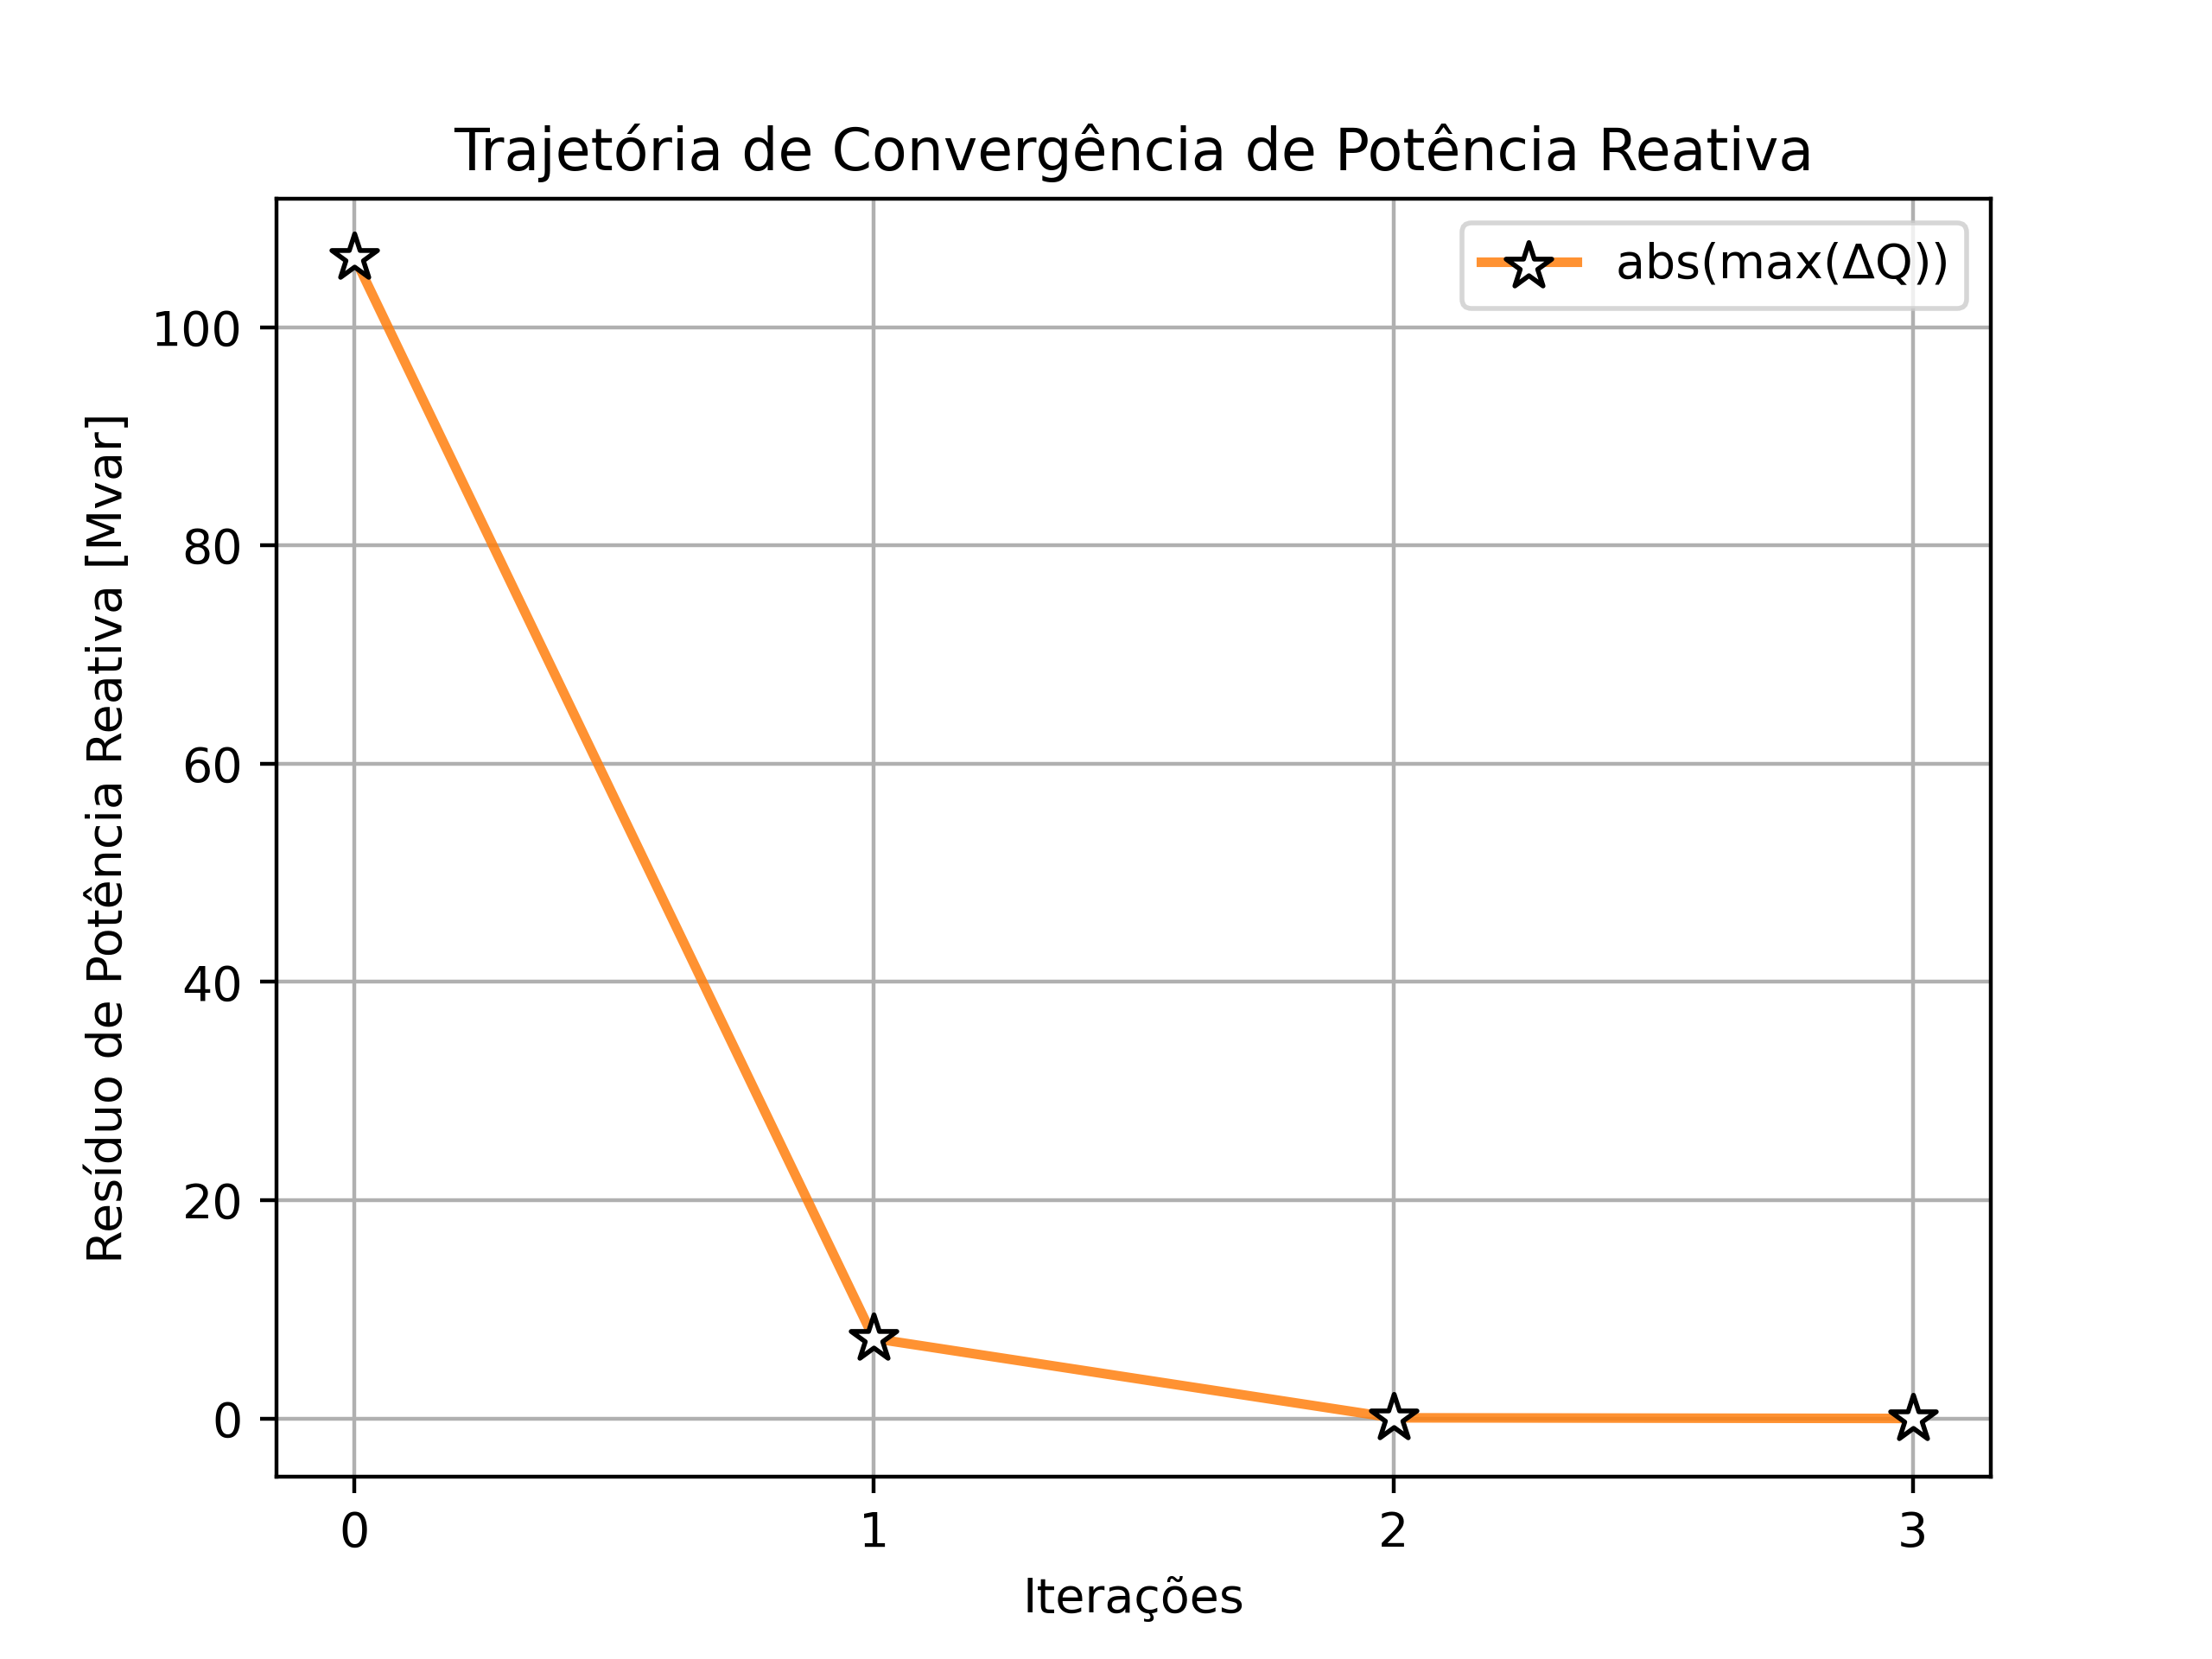 Trajetória de Convergência de Potência Reativa
abs(max(ΔQ))
Resíduo de Potência Reativa [Mvar]
100
80
60
40
20
0
0 1 2 3
Iterações